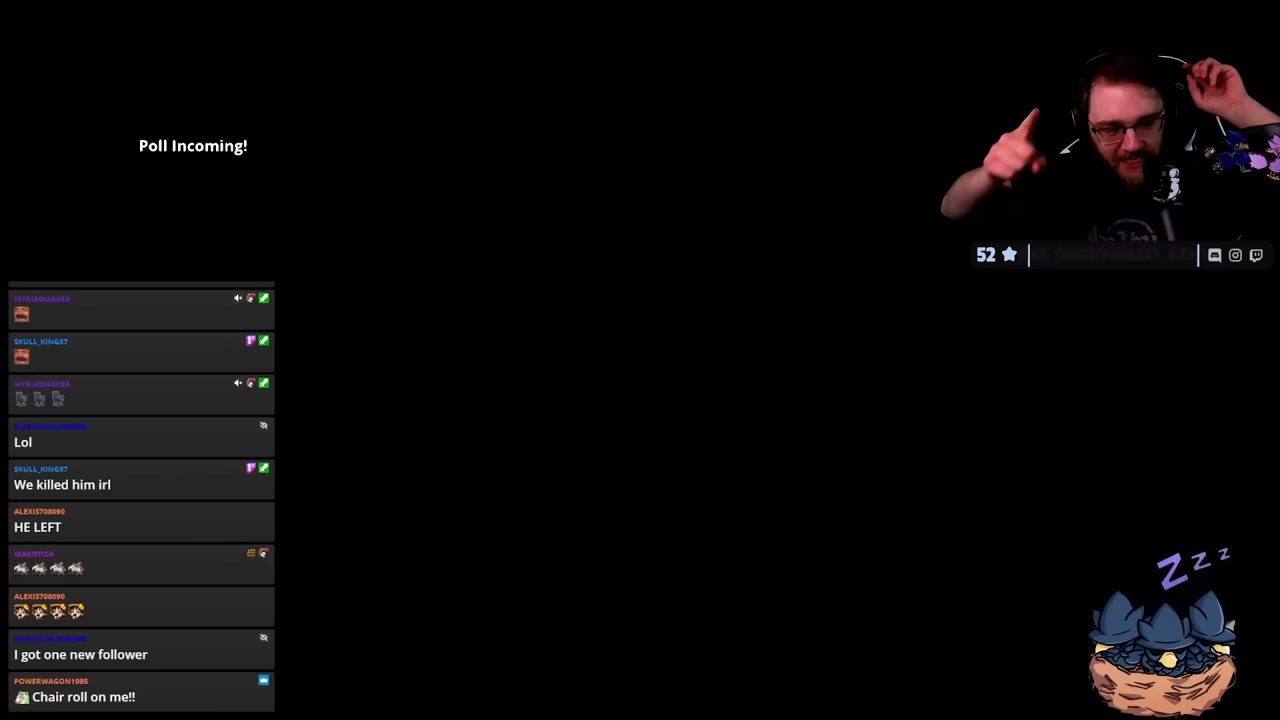 Poll Incoming!
52
MYRIADMAKER
SKULL_KING87
MYRIADMAKER
Lol
SKULL_KING87
We killed him irl
ALEXIS708090
HE LEFT
MAKOTICA
ALEXIS708090
I got one new follower
POWERWAGON1995
Chair roll on me!!
Z Z Z